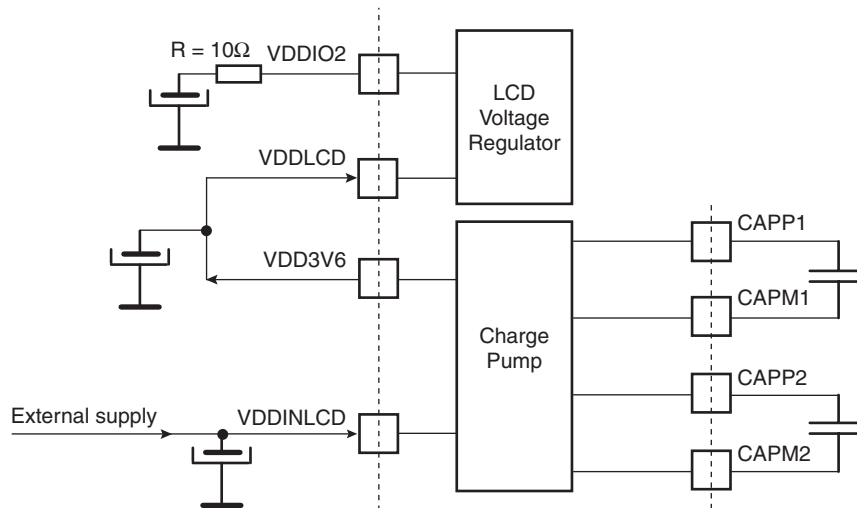 R = 10Ω
VDDIO2
LCD
Voltage
Regulator
VDDLCD
VDD3V6
Charge
Pump
CAPP1
CAPM1
CAPP2
CAPM2
External supply
VDDINLCD